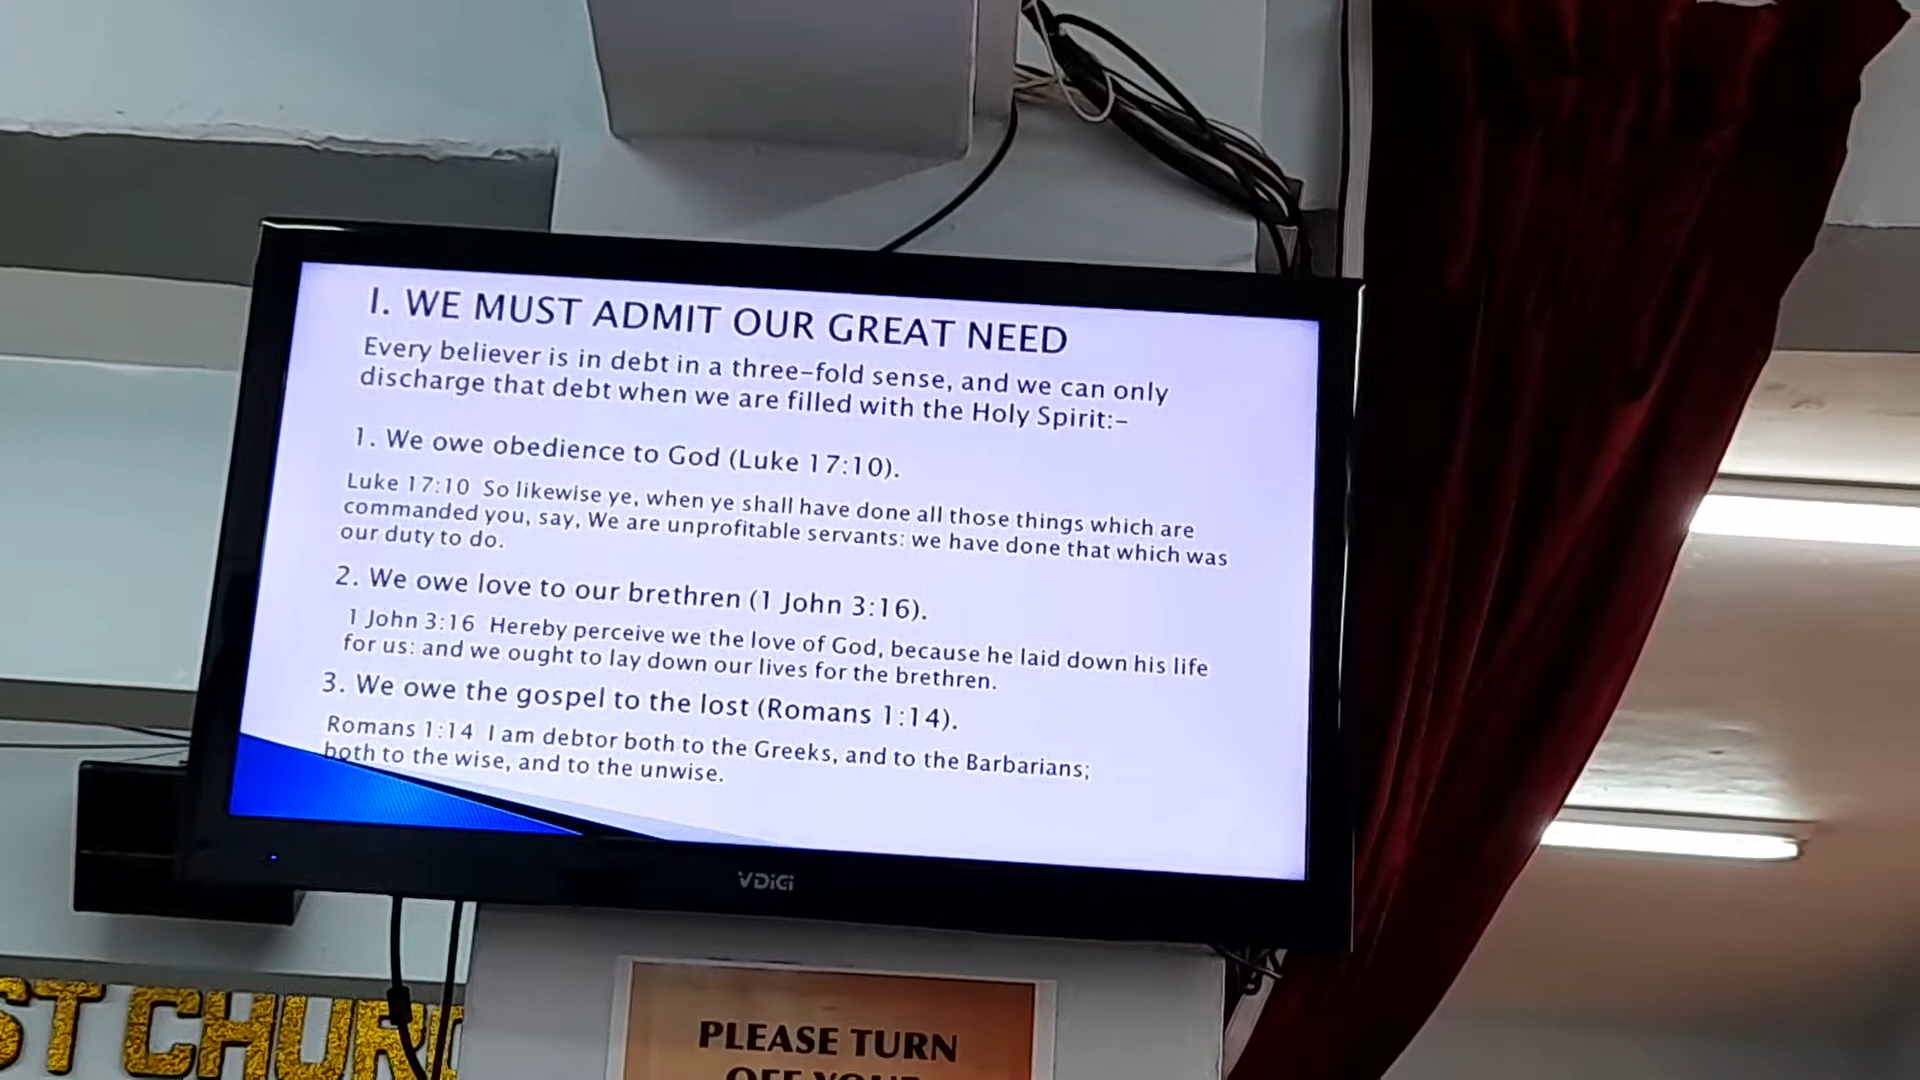 I. WE MUST ADMIT OUR GREAT NEED
Every believer is in debt in a three-fold sense, and we can only
discharge that debt when we are filled with the Holy Spirit:-
1. We owe obedience to God (Luke 17:10).
Luke 17:10 So likewise ye, when ye shall have done all those things which are
commanded you, say, We are unprofitable servants: we have done that which was
our duty to do.
2. We owe love to our brethren (1 John 3:16).
1 John 3:16 Hereby perceive we the love of God, because he laid down his life
for us: and we ought to lay down our lives for the brethren.
3. We owe the gospel to the lost (Romans 1:14).
Romans 1:14 I am debtor both to the Greeks, and to the Barbarians;
both to the wise, and to the unwise.
VDiGi
ST CHUR
PLEASE TURN
OFF YOUR